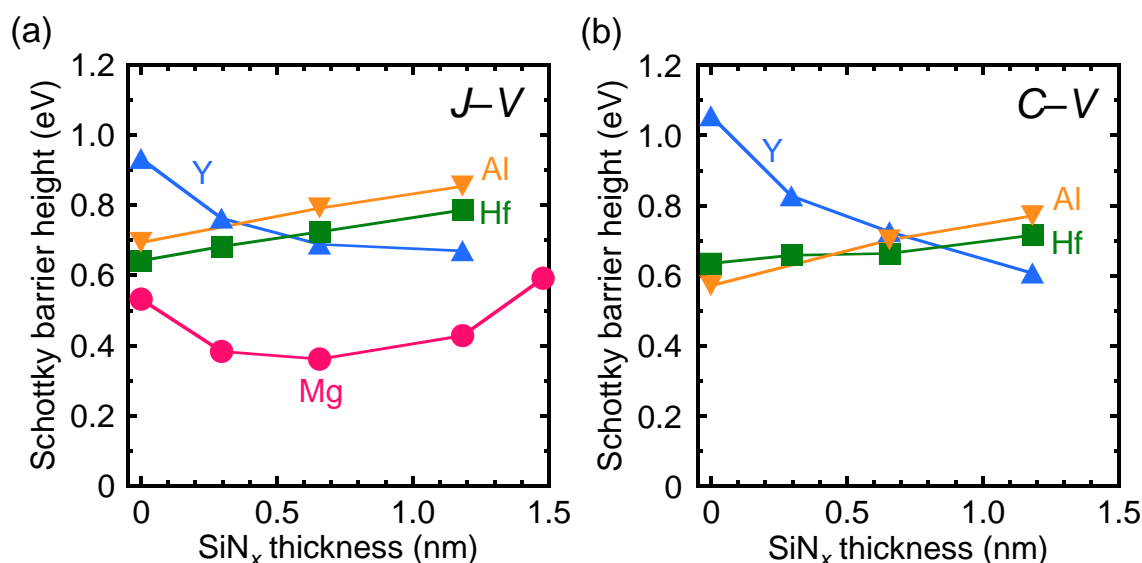 (a)
J–V
Schottky barrier height (eV)
1.2
1.0
0.8
0.6
0.4
0.2
0
Y
Al
Hf
Mg
0 0.5 1.0 1.5
SiNx thickness (nm)
(b)
C–V
Schottky barrier height (eV)
1.2
1.0
0.8
0.6
0.4
0.2
0
Y
Al
Hf
0 0.5 1.0 1.5
SiNx thickness (nm)